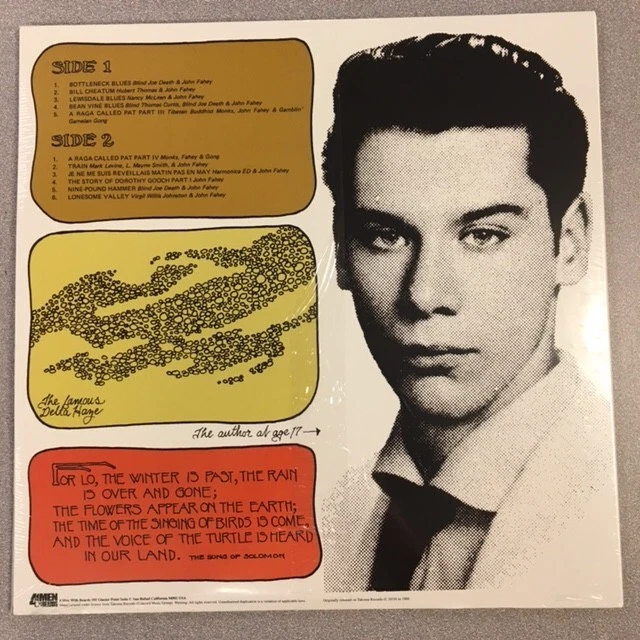 SIDE 1
1. BOTTLENECK BLUES Blind Joe Death & John Fahey
2. BILL CHEATUM Hubert Thomas & John Fahey
3. LEWISDALE BLUES Nancy McLean & John Fahey
4. BEAN VINE BLUES Blind Thomas Curtis, Blind Joe Death & John Fahey
5. A RAGA CALLED PAT PART III Tibetan Buddhist Monks, John Fahey & Gamblin'
Gamelan Gong
SIDE 2
1. A RAGA CALLED PAT PART IV Monks, Fahey & Gong
2. TRAIN Mark Levine, L. Mayne Smith, & John Fahey
3. JE NE ME SUIS REVEILLAIS MATIN PAS EN MAY Harmonica ED & John Fahey
4. THE STORY OF DOROTHY GOOCH PART I John Fahey
5. NINE-POUND HAMMER Blind Joe Death & John Fahey
6. LONESOME VALLEY Virgil Willis Johnston & John Fahey
The famous
Della Haze
The author at age 17
FOR LO, THE WINTER IS PAST, THE RAIN
IS OVER AND GONE;
THE FLOWERS APPEAR ON THE EARTH;
THE TIME OF THE SINGING OF BIRDS IS COME,
AND THE VOICE OF THE TURTLE IS HEARD
IN OUR LAND. THE SONG OF SOLOMON
4 MEN